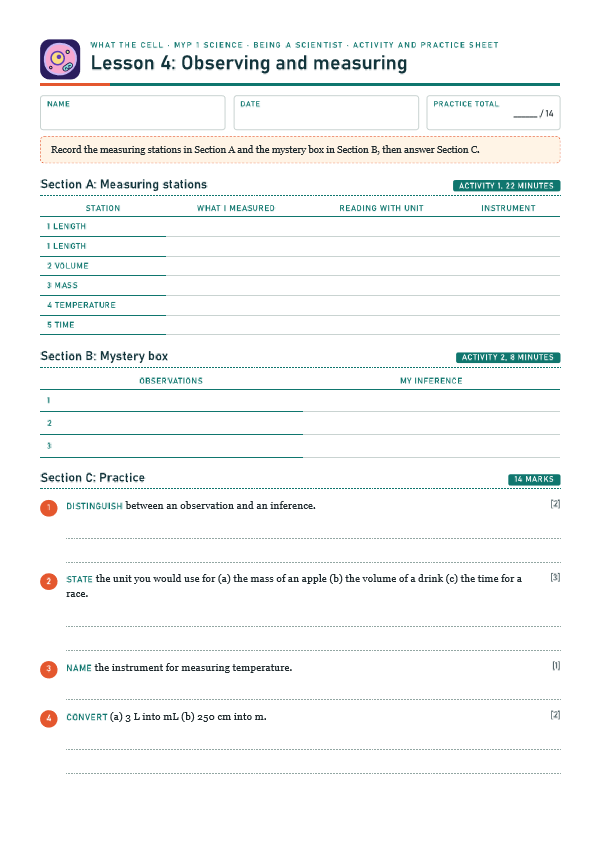 WHAT THE CELL · MYP 1 SCIENCE · BEING A SCIENTIST · ACTIVITY AND PRACTICE SHEET
Lesson 4: Observing and measuring
NAME
DATE
PRACTICE TOTAL
_____ / 14
Record the measuring stations in Section A and the mystery box in Section B, then answer Section C.
Section A: Measuring stations
ACTIVITY 1, 22 MINUTES
STATION WHAT I MEASURED READING WITH UNIT INSTRUMENT
1 LENGTH
1 LENGTH
2 VOLUME
3 MASS
4 TEMPERATURE
5 TIME
Section B: Mystery box
ACTIVITY 2, 8 MINUTES
OBSERVATIONS MY INFERENCE
1
2
3
Section C: Practice
14 MARKS
1 DISTINGUISH between an observation and an inference. [2]
2 STATE the unit you would use for (a) the mass of an apple (b) the volume of a drink (c) the time for a [3]
race.
3 NAME the instrument for measuring temperature. [1]
4 CONVERT (a) 3 L into mL (b) 250 cm into m. [2]